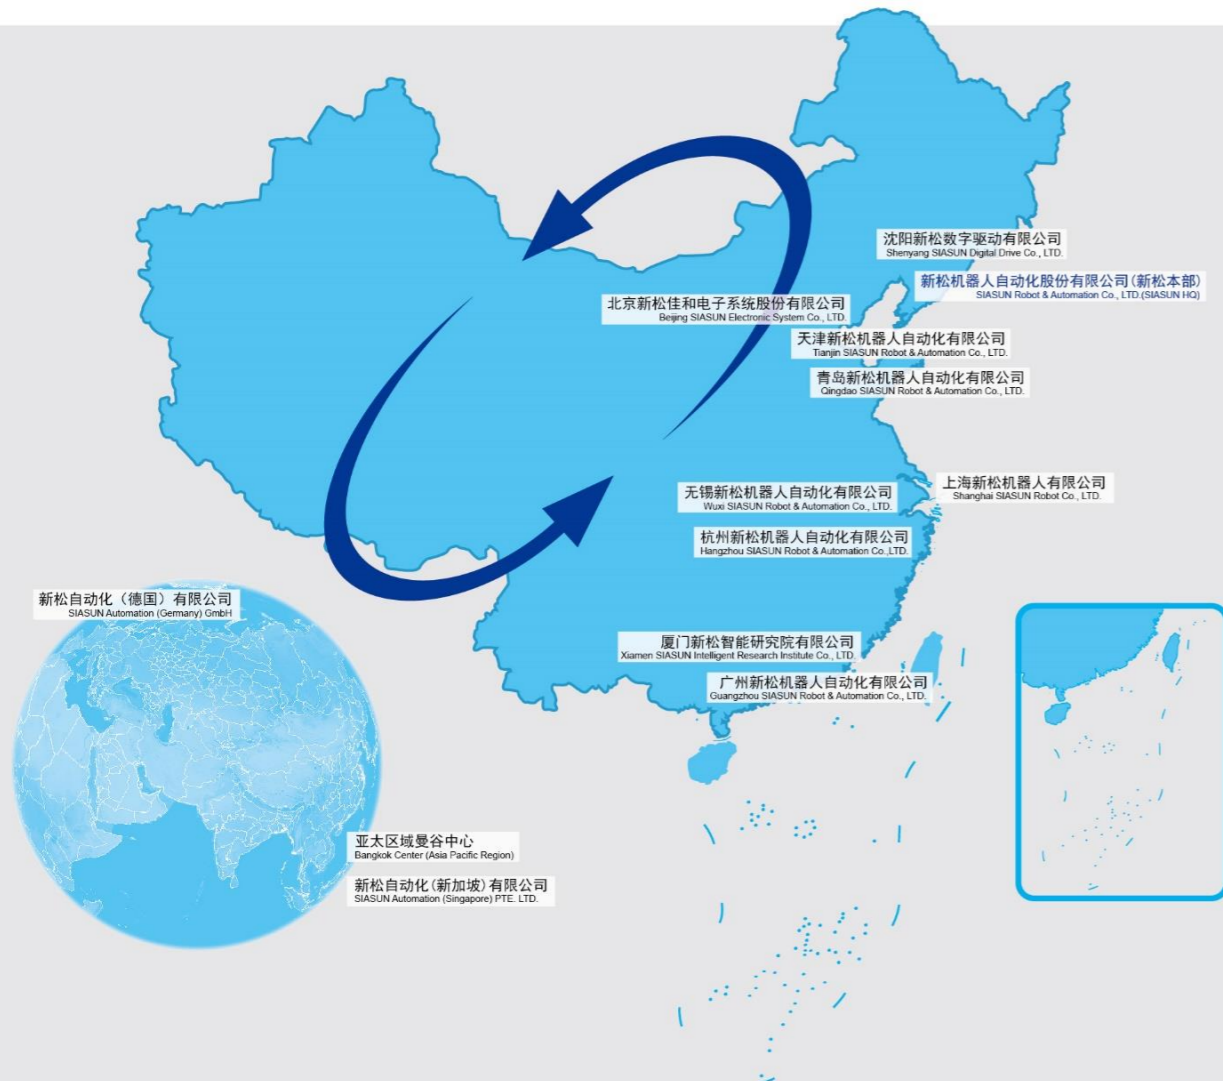 沈阳新松数字驱动有限公司
Shenyang SIASUN Digital Drive Co., LTD.
新松机器人自动化股份有限公司(新松本部)
SIASUN Robot & Automation Co., LTD.(SIASUN HQ)
北京新松佳和电子系统股份有限公司
Beijing SIASUN Electronic System Co., LTD.
天津新松机器人自动化有限公司
Tianjin SIASUN Robot & Automation Co., LTD.
青岛新松机器人自动化有限公司
Qingdao SIASUN Robot & Automation Co., LTD.
上海新松机器人有限公司
Shanghai SIASUN Robot Co., LTD.
无锡新松机器人自动化有限公司
Wuxi SIASUN Robot & Automation Co., LTD.
杭州新松机器人自动化有限公司
Hangzhou SIASUN Robot & Automation Co.,LTD.
新松自动化（德国）有限公司
SIASUN Automation (Germany) GmbH
厦门新松智能研究院有限公司
Xiamen SIASUN Intelligent Research Institute Co., LTD.
广州新松机器人自动化有限公司
Guangzhou SIASUN Robot & Automation Co., LTD.
亚太区域曼谷中心
Bangkok Center (Asia Pacific Region)
新松自动化(新加坡)有限公司
SIASUN Automation (Singapore) PTE. LTD.